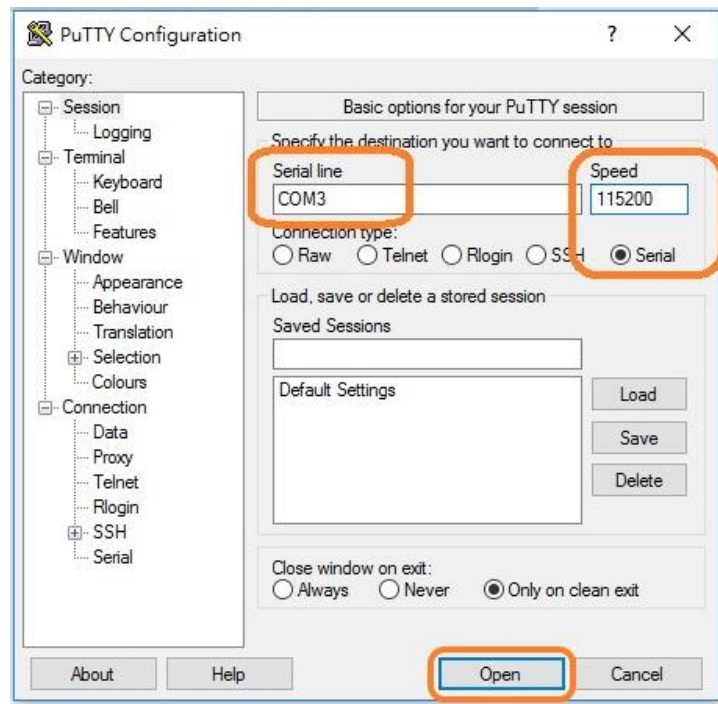 PuTTY Configuration
Category:
Session
Logging
Terminal
Keyboard
Bell
Features
Window
Appearance
Behaviour
Translation
Selection
Colours
Connection
Data
Proxy
Telnet
Rlogin
SSH
Serial
Basic options for your PuTTY session
Specify the destination you want to connect to
Serial line Speed
COM3 115200
Connection type:
Raw Telnet Rlogin SSH Serial
Load, save or delete a stored session
Saved Sessions
Default Settings
Load
Save
Delete
Close window on exit:
Always Never Only on clean exit
About Help Open Cancel